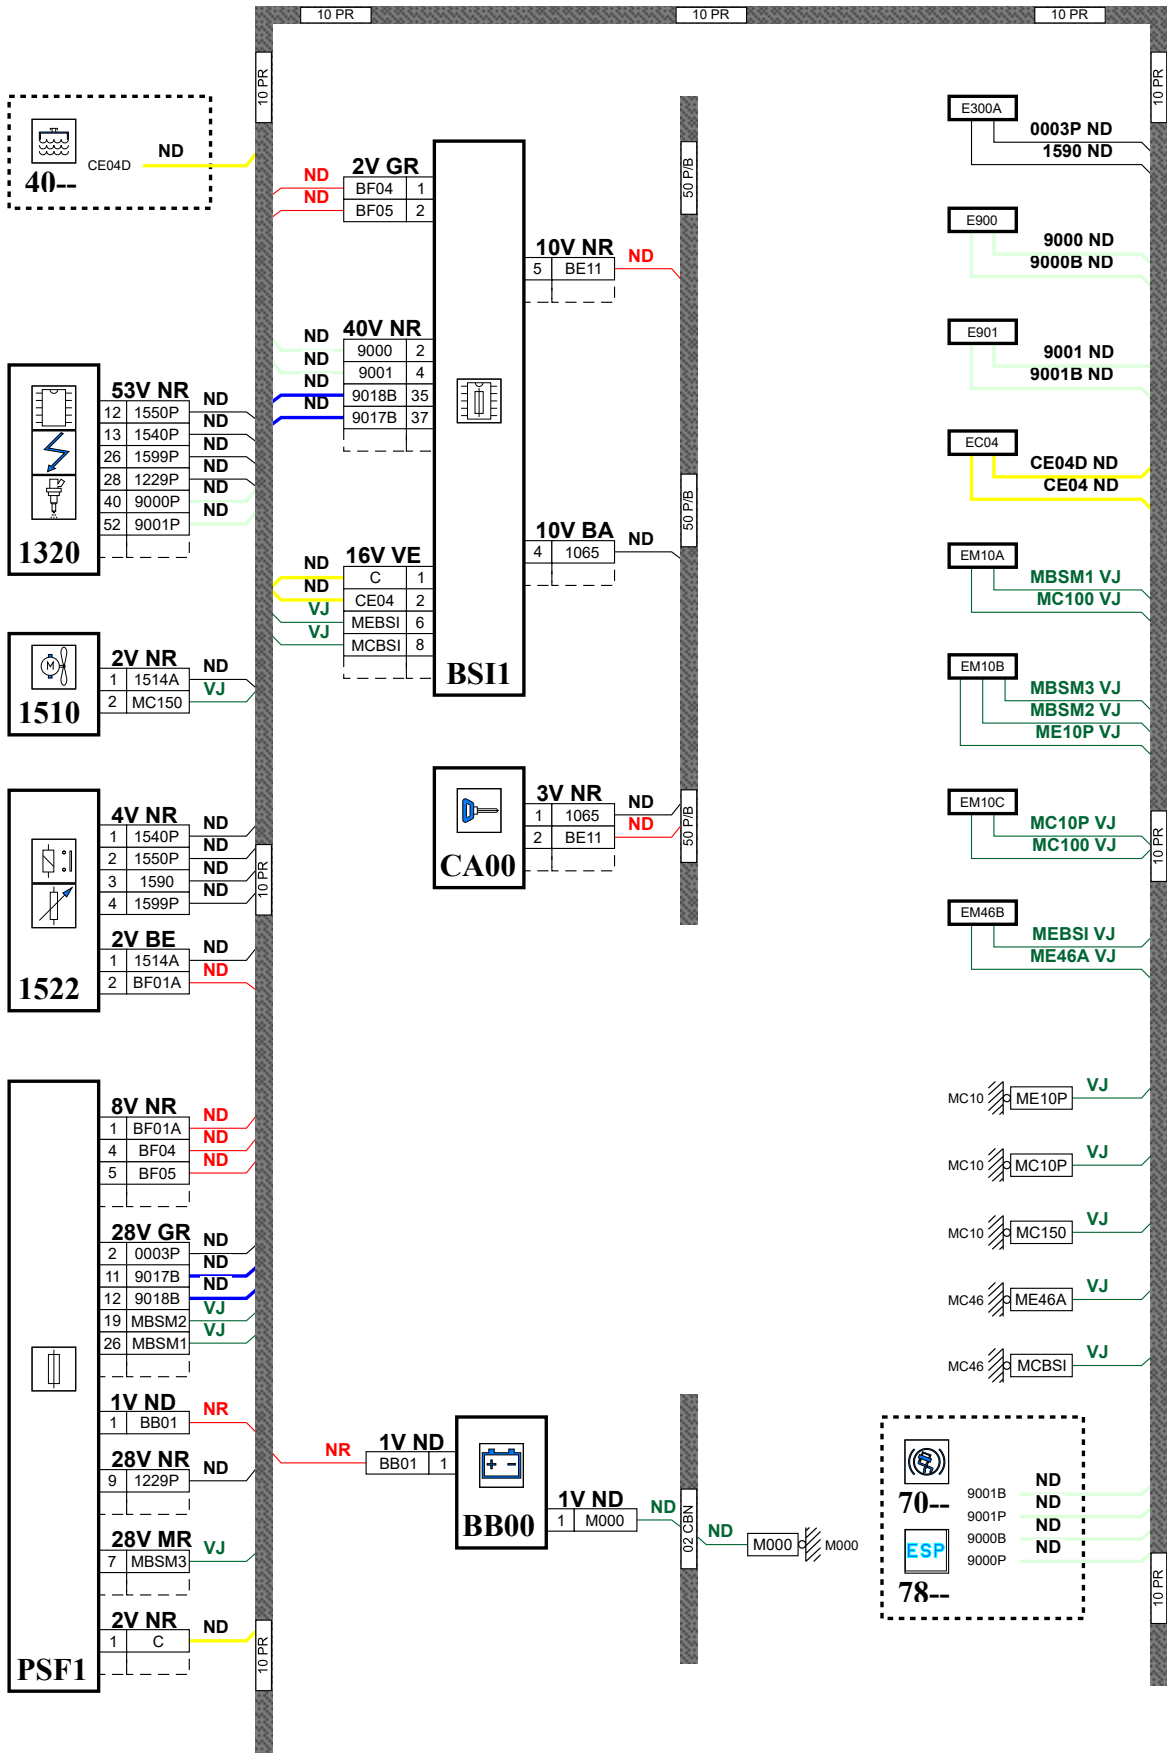 10 PR
10 PR
10 PR
10 PR
10 PR
CE04D ND
40--
2V GR
ND BF04 1
ND BF05 2
50 P/B
10V NR
5 BE11 ND
40V NR
ND 9000 2
ND 9001 4
ND 9018B 35
ND 9017B 37
53V NR
12 1550P ND
13 1540P ND
26 1599P ND
28 1229P ND
40 9000P ND
52 9001P ND
1320
50 P/B
10V BA
4 1065 ND
16V VE
ND C 1
ND CE04 2
VJ MEBSI 6
VJ MCBSI 8
BSI1
2V NR
1 1514A ND
2 MC150 VJ
1510
3V NR
1 1065 ND
2 BE11 ND
CA00
50 P/B
4V NR
1 1540P ND
2 1550P ND
3 1590 ND
4 1599P ND
2V BE
1 1514A ND
2 BF01A ND
1522
10 PR
8V NR
1 BF01A ND
4 BF04 ND
5 BF05 ND
28V GR
2 0003P ND
11 9017B ND
12 9018B ND
19 MBSM2 VJ
26 MBSM1 VJ
1V ND
1 BB01 NR
28V NR
9 1229P ND
28V MR
7 MBSM3 VJ
2V NR
1 C ND
PSF1
10 PR
1V ND
NR BB01 1
+ -
1V ND
1 M000 ND
BB00
02 CBN
ND M000 M000
E300A
0003P ND
1590 ND
E900
9000 ND
9000B ND
E901
9001 ND
9001B ND
EC04
CE04D ND
CE04 ND
EM10A
MBSM1 VJ
MC100 VJ
EM10B
MBSM3 VJ
MBSM2 VJ
ME10P VJ
EM10C
MC10P VJ
MC100 VJ
10 PR
EM46B
MEBSI VJ
ME46A VJ
MC10 ME10P VJ
MC10 MC10P VJ
MC10 MC150 VJ
MC46 ME46A VJ
MC46 MCBSI VJ
70--
9001B ND
9001P ND
9000B ND
9000P ND
ESP
78--
10 PR
M